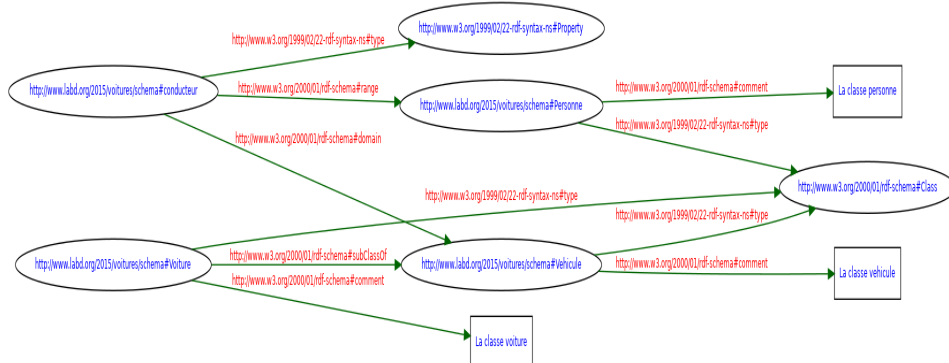 http://www.w3.org/1999/02/22-rdf-syntax-ns#Property
http://www.w3.org/1999/02/22-rdf-syntax-ns#type
http://www.labd.org/2015/voitures/schema#conducteur
http://www.w3.org/2000/01/rdf-schema#range
http://www.w3.org/2000/01/rdf-schema#comment
La classe personne
http://www.labd.org/2015/voitures/schema#Personne
http://www.w3.org/1999/02/22-rdf-syntax-ns#type
http://www.w3.org/2000/01/rdf-schema#domain
http://www.w3.org/2000/01/rdf-schema#Class
http://www.w3.org/1999/02/22-rdf-syntax-ns#type
http://www.w3.org/1999/02/22-rdf-syntax-ns#type
http://www.w3.org/2000/01/rdf-schema#subClassOf
http://www.labd.org/2015/voitures/schema#Voiture
http://www.labd.org/2015/voitures/schema#Vehicule
http://www.w3.org/2000/01/rdf-schema#comment
La classe vehicule
http://www.w3.org/2000/01/rdf-schema#comment
La classe voiture